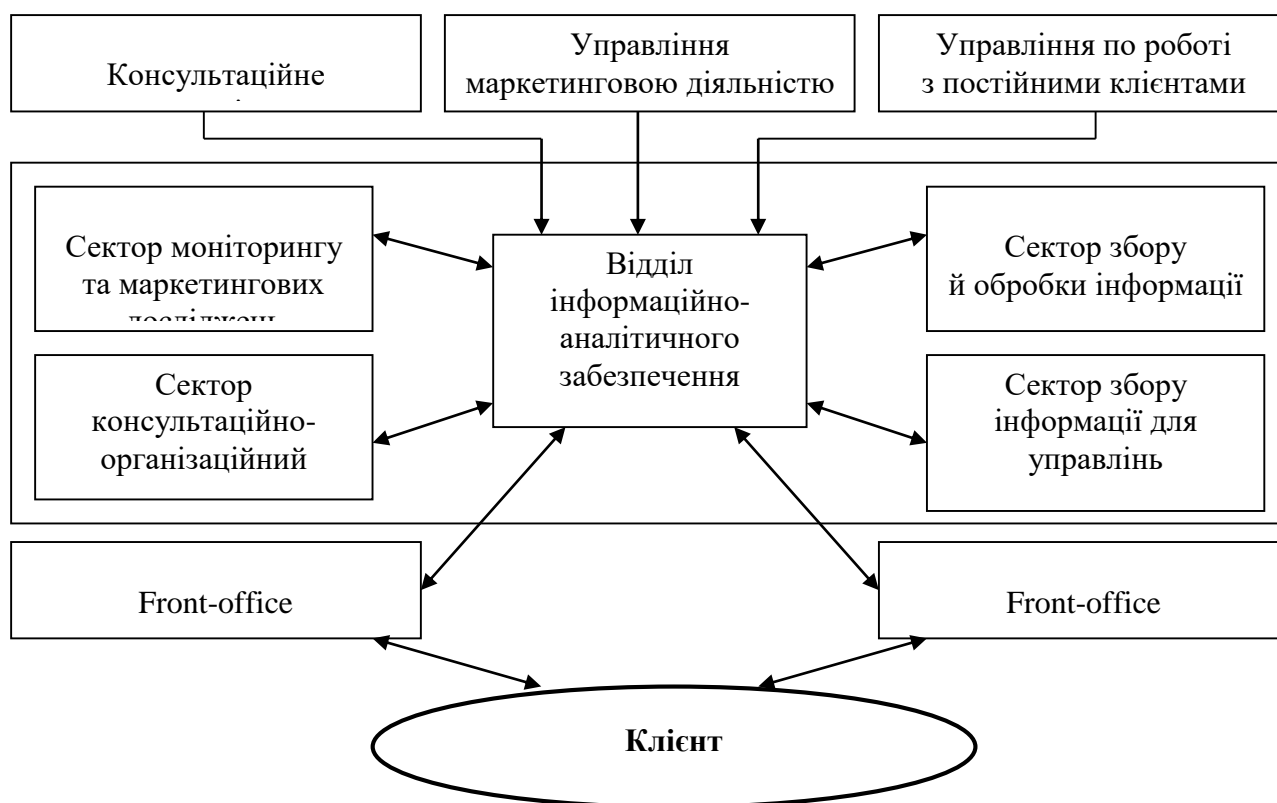 Консультаційне
Управління
маркетинговою діяльністю
Управління по роботі
з постійними клієнтами
Сектор моніторингу
та маркетингових
Відділ
інформаційно-
аналітичного
забезпечення
Сектор збору
й обробки інформації
Сектор
консультаційно-
організаційний
Сектор збору
інформації для
управлінь
Front-office
Front-office
Клієнт